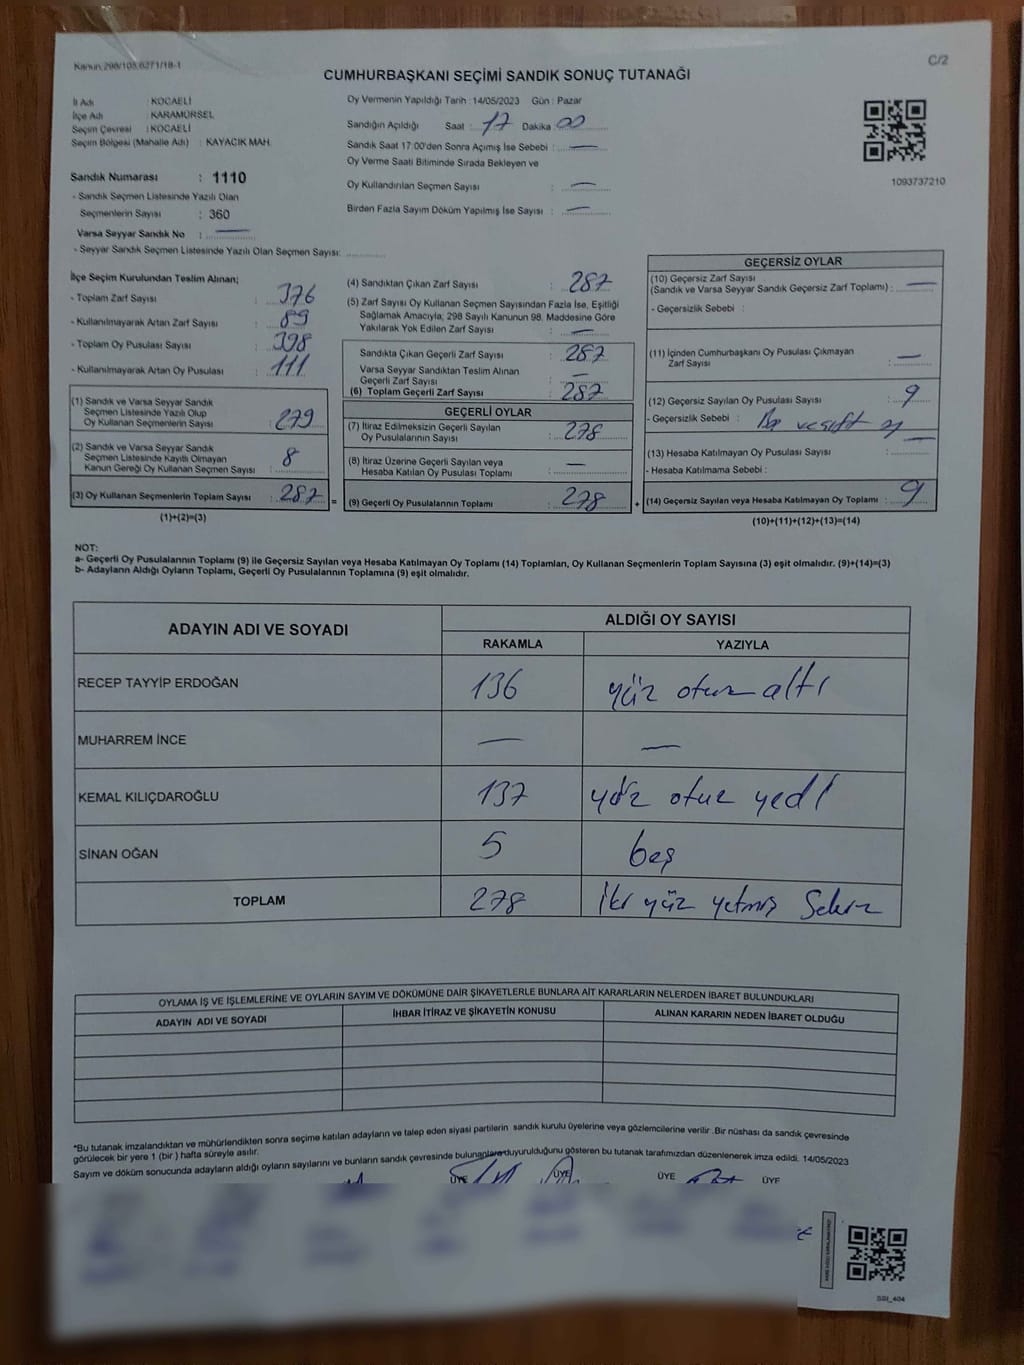 Kanun:298/105,6271/18-1
C/2
CUMHURBAŞKANI SEÇİMİ SANDIK SONUÇ TUTANAĞI
İl Adı : KOCAELİ
İlçe Adı : KARAMÜRSEL
Seçim Çevresi : KOCAELİ
Seçim Bölgesi (Mahalle Adı) : KAYACIK MAH.
Sandık Numarası : 1110
- Sandık Seçmen Listesinde Yazılı Olan
Seçmenlerin Sayısı : 360
Varsa Seyyar Sandık No : —
- Seyyar Sandık Seçmen Listesinde Yazılı Olan Seçmen Sayısı: ............
Oy Vermenin Yapıldığı Tarih : 14/05/2023 Gün : Pazar
Sandığın Açıldığı Saat : 17 Dakika 00
Sandık Saat 17:00'den Sonra Açımış İse Sebebi : —
Oy Verme Saati Bitiminde Sırada Bekleyen ve
Oy Kullandırılan Seçmen Sayısı : —
Birden Fazla Sayım Döküm Yapılmış İse Sayısı : —
1093737210
İlçe Seçim Kurulundan Teslim Alınan;
- Toplam Zarf Sayısı : 376
- Kullanılmayarak Artan Zarf Sayısı : 89
- Toplam Oy Pusulası Sayısı : 398
- Kullanılmayarak Artan Oy Pusulası : 111
(1) Sandık ve Varsa Seyyar Sandık
Seçmen Listesinde Yazılı Olup
Oy Kullanan Seçmenlerin Sayısı : 279
(2) Sandık ve Varsa Seyyar Sandık
Seçmen Listesinde Kayıtlı Olmayan
Kanun Gereği Oy Kullanan Seçmen Sayısı : 8
(3) Oy Kullanan Seçmenlerin Toplam Sayısı : 287 =
(1)+(2)=(3)
(4) Sandıktan Çıkan Zarf Sayısı : 287
(5) Zarf Sayısı Oy Kullanan Seçmen Sayısından Fazla İse, Eşitliği
Sağlamak Amacıyla; 298 Sayılı Kanunun 98. Maddesine Göre
Yakılarak Yok Edilen Zarf Sayısı : —
Sandıkta Çıkan Geçerli Zarf Sayısı : 287
Varsa Seyyar Sandıktan Teslim Alınan
Geçerli Zarf Sayısı : —
(6) Toplam Geçerli Zarf Sayısı : 287
GEÇERLİ OYLAR
(7) İtiraz Edilmeksizin Geçerli Sayılan
Oy Pusulalarının Sayısı : 278
(8) İtiraz Üzerine Geçerli Sayılan veya
Hesaba Katılan Oy Pusulası Toplamı : —
(9) Geçerli Oy Pusulalarının Toplamı : 278 +
GEÇERSİZ OYLAR
(10) Geçersiz Zarf Sayısı
(Sandık ve Varsa Seyyar Sandık Geçersiz Zarf Toplamı) : —
- Geçersizlik Sebebi :
(11) İçinden Cumhurbaşkanı Oy Pusulası Çıkmayan
Zarf Sayısı : —
(12) Geçersiz Sayılan Oy Pusulası Sayısı : 9
- Geçersizlik Sebebi :
(13) Hesaba Katılmayan Oy Pusulası Sayısı : —
- Hesaba Katılmama Sebebi :
(14) Geçersiz Sayılan veya Hesaba Katılmayan Oy Toplamı : 9
(10)+(11)+(12)+(13)=(14)
NOT:
a- Geçerli Oy Pusulalarının Toplamı (9) ile Geçersiz Sayılan veya Hesaba Katılmayan Oy Toplamı (14) Toplamları, Oy Kullanan Seçmenlerin Toplam Sayısına (3) eşit olmalıdır. (9)+(14)=(3)
b- Adayların Aldığı Oyların Toplamı, Geçerli Oy Pusulalarının Toplamına (9) eşit olmalıdır.
ADAYIN ADI VE SOYADI
ALDIĞI OY SAYISI
RAKAMLA YAZIYLA
RECEP TAYYİP ERDOĞAN 136 yüz otuz altı
MUHARREM İNCE — —
KEMAL KILIÇDAROĞLU 137 yüz otuz yedi
SİNAN OĞAN 5 beş
TOPLAM 278 iki yüz yetmiş Sekiz
OYLAMA İŞ VE İŞLEMLERİNE VE OYLARIN SAYIM VE DÖKÜMÜNE DAİR ŞİKAYETLERLE BUNLARA AİT KARARLARIN NELERDEN İBARET BULUNDUKLARI
ADAYIN ADI VE SOYADI İHBAR İTİRAZ VE ŞİKAYETİN KONUSU ALINAN KARARIN NEDEN İBARET OLDUĞU
*Bu tutanak imzalandıktan ve mühürlendikten sonra seçime katılan adayların ve talep eden siyasi partilerin sandık kurulu üyelerine veya gözlemcilerine verilir .Bir nüshası da sandık çevresinde
görülecek bir yere 1 (bir ) hafta süreyle asılır.
Sayım ve döküm sonucunda adayların aldığı oyların sayılarını ve bunların sandık çevresinde bulunanlara duyurulduğunu gösteren bu tutanak tarafımızdan düzenlenerek imza edildi. 14/05/2023
ÜYE ÜYE ÜYE ÜYE
SSI_404